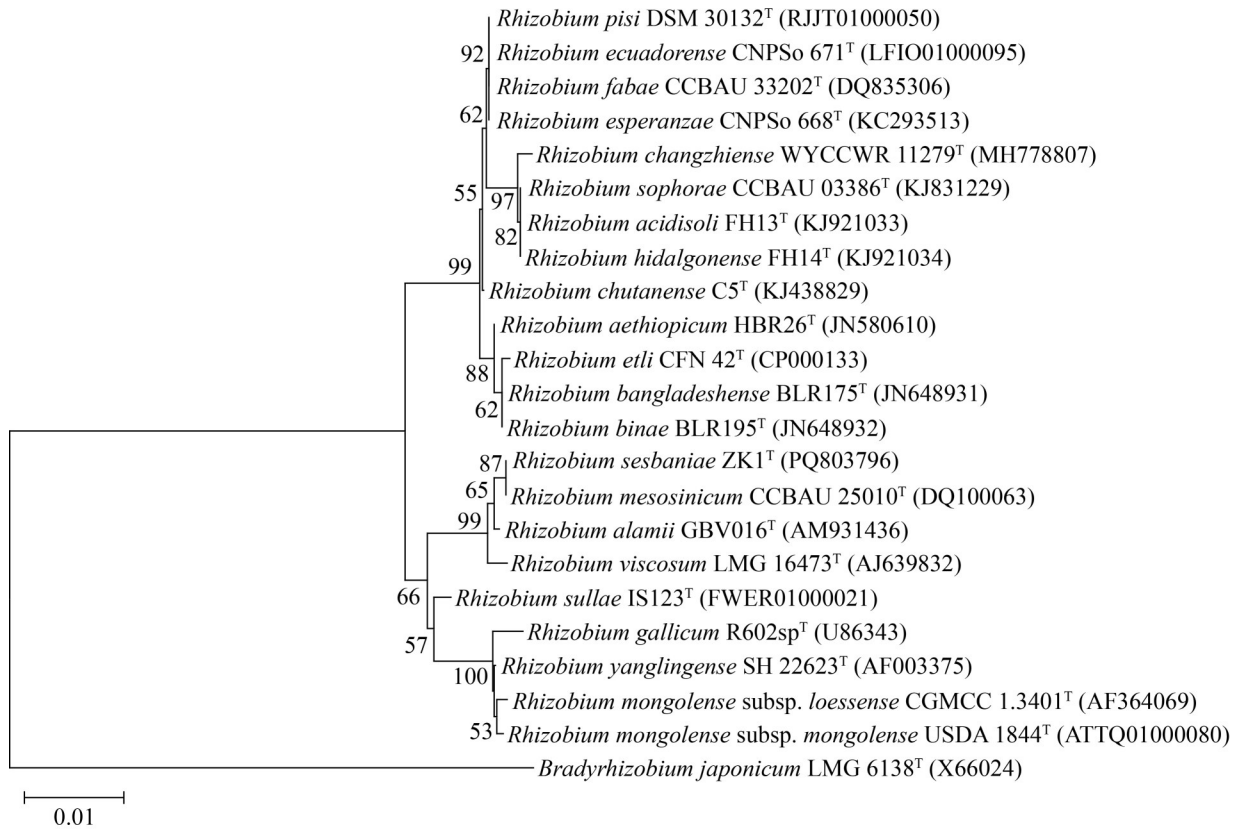 Rhizobium pisi DSM 30132ᵀ (RJJT01000050)
92
Rhizobium ecuadorense CNPSo 671ᵀ (LFIO01000095)
Rhizobium fabae CCBAU 33202ᵀ (DQ835306)
62
Rhizobium esperanzae CNPSo 668ᵀ (KC293513)
Rhizobium changzhiense WYCCWR 11279ᵀ (MH778807)
55
97
Rhizobium sophorae CCBAU 03386ᵀ (KJ831229)
Rhizobium acidisoli FH13ᵀ (KJ921033)
82
Rhizobium hidalgonense FH14ᵀ (KJ921034)
99
Rhizobium chutanense C5ᵀ (KJ438829)
Rhizobium aethiopicum HBR26ᵀ (JN580610)
Rhizobium etli CFN 42ᵀ (CP000133)
88
Rhizobium bangladeshense BLR175ᵀ (JN648931)
62
Rhizobium binae BLR195ᵀ (JN648932)
87
Rhizobium sesbaniae ZK1ᵀ (PQ803796)
65
Rhizobium mesosinicum CCBAU 25010ᵀ (DQ100063)
99
Rhizobium alamii GBV016ᵀ (AM931436)
Rhizobium viscosum LMG 16473ᵀ (AJ639832)
66
Rhizobium sullae IS123ᵀ (FWER01000021)
57
Rhizobium gallicum R602spᵀ (U86343)
100
Rhizobium yanglingense SH 22623ᵀ (AF003375)
Rhizobium mongolense subsp. loessense CGMCC 1.3401ᵀ (AF364069)
53
Rhizobium mongolense subsp. mongolense USDA 1844ᵀ (ATTQ01000080)
Bradyrhizobium japonicum LMG 6138ᵀ (X66024)
0.01